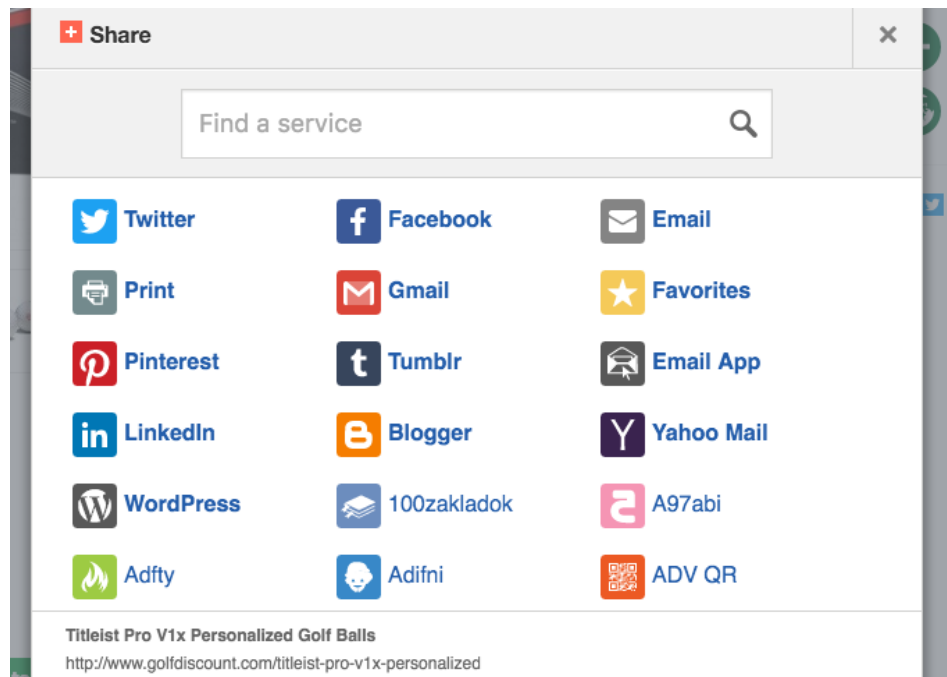 Share
Find a service
Twitter Facebook Email
Print Gmail Favorites
Pinterest Tumblr Email App
LinkedIn Blogger Yahoo Mail
WordPress 100zakladok A97abi
Adfty Adifni ADV QR
Titleist Pro V1x Personalized Golf Balls
http://www.golfdiscount.com/titleist-pro-v1x-personalized